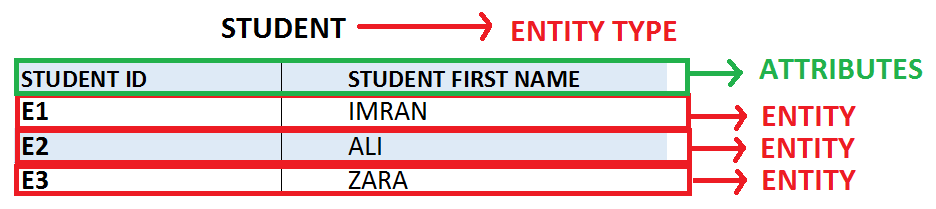 STUDENT ENTITY TYPE
STUDENT ID STUDENT FIRST NAME ATTRIBUTES
E1 IMRAN ENTITY
E2 ALI ENTITY
E3 ZARA ENTITY